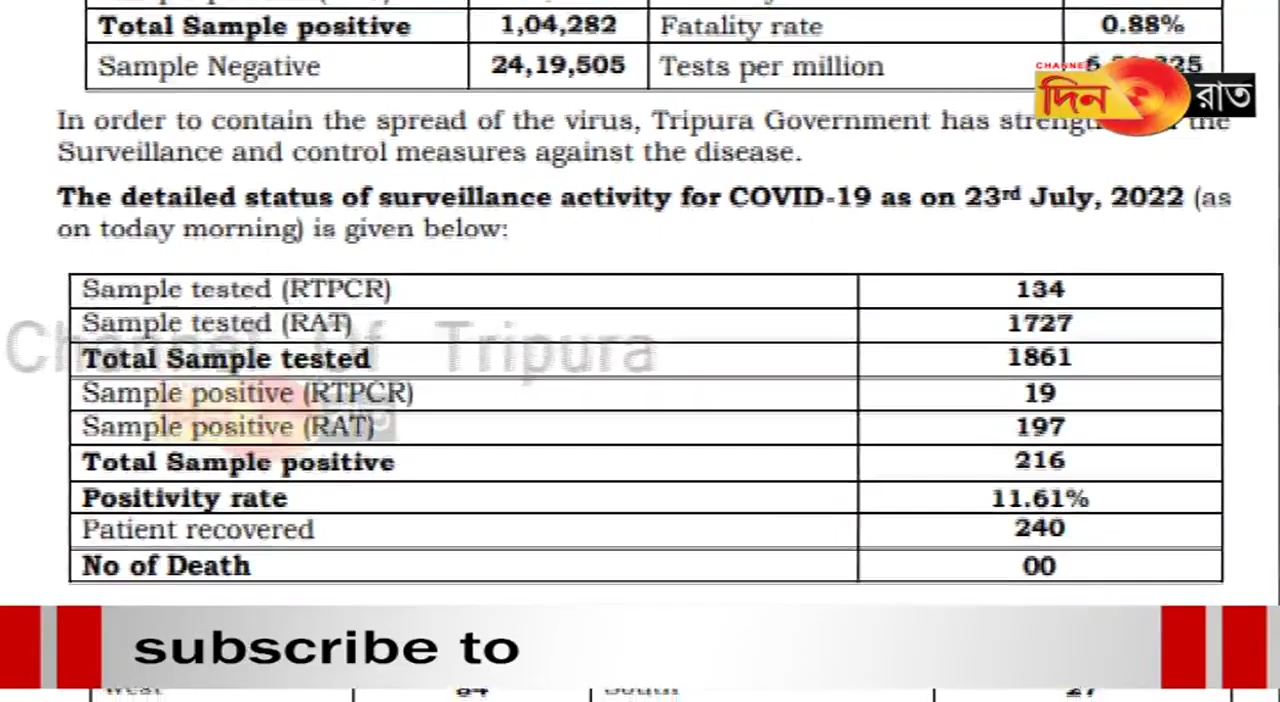 Total Sample positive 1,04,282 Fatality rate 0.88%
Sample Negative 24,19,505 Tests per million
CHANNEL
দিন রাত
In order to contain the spread of the virus, Tripura Government has the
Surveillance and control measures against the disease.
The detailed status of surveillance activity for COVID-19 as on 23rd July, 2022 (as
on today morning) is given below:
Sample tested (RTPCR) 134
Sample tested (RAT) 1727
Channel Of Tripura
Total Sample tested 1861
Sample positive (RTPCR) 19
Sample positive (RAT) 197
Total Sample positive 216
Positivity rate 11.61%
Patient recovered 240
No of Death 00
subscribe to